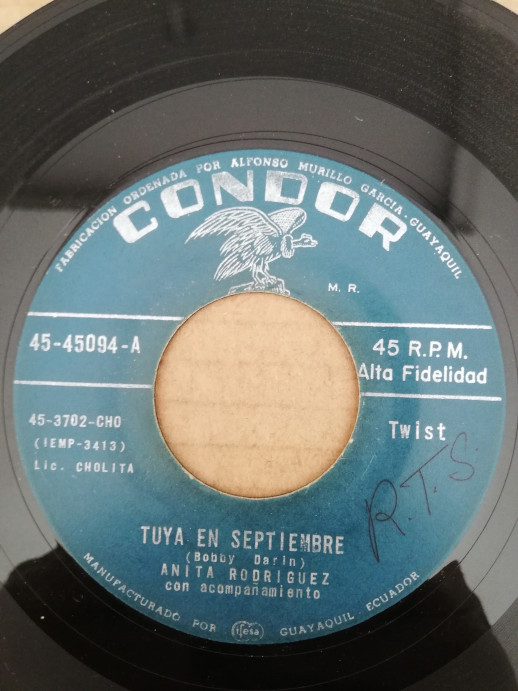 FABRICACION ORDENADA POR ALFONSO MURILLO GARCIA - GUAYAQUIL
CONDOR
M. R.
45-45094-A
45 R.P.M.
Alta Fidelidad
45-3702-CHO
(IEMP-3413)
Lic. CHOLITA
Twist
R.T.S.
TUYA EN SEPTIEMBRE
(Bobby Darin)
ANITA RODRIGUEZ
con acompañamiento
MANUFACTURADO POR ifesa GUAYAQUIL ECUADOR